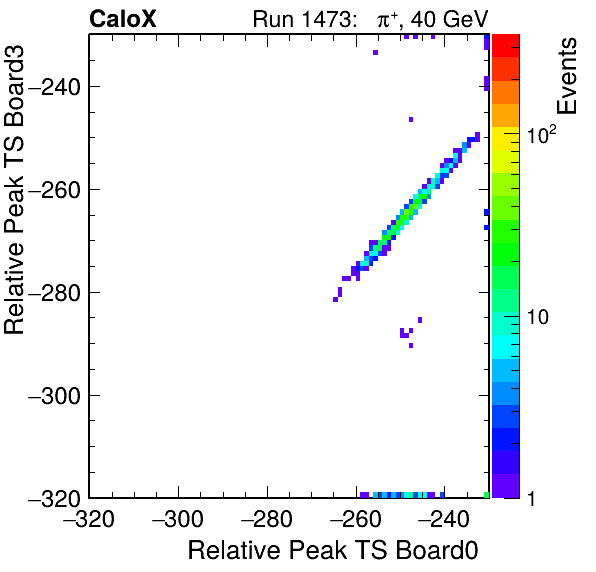 CaloX Run 1473: π⁺, 40 GeV
Events
10²
10
1
Relative Peak TS Board3
−240
−260
−280
−300
−320
−320 −300 −280 −260 −240
Relative Peak TS Board0